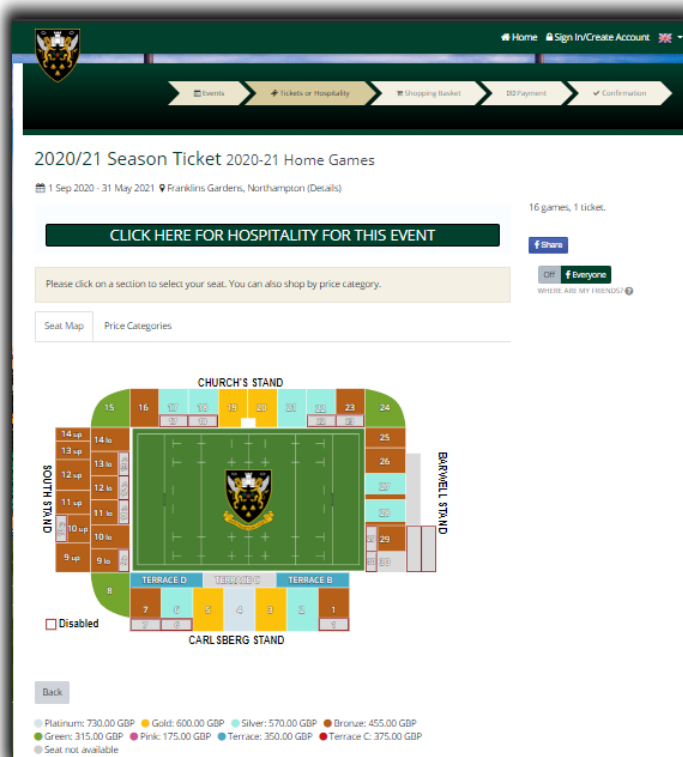 Home Sign In/Create Account
Events Tickets or Hospitality Shopping Basket Payment Confirmation
2020/21 Season Ticket 2020-21 Home Games
1 Sep 2020 - 31 May 2021 Franklins Gardens, Northampton (Details)
16 games, 1 ticket.
CLICK HERE FOR HOSPITALITY FOR THIS EVENT
f Share
Off f Everyone
WHERE ARE MY FRIENDS?
Please click on a section to select your seat. You can also shop by price category.
Seat Map Price Categories
CHURCH'S STAND
15 16 17 18 19 20 21 22 23 24
17 18 22 23
14 up 14 lo 25
13 up 13 lo 26
12 up 12 lo 27
11 up 11 lo 28
10 up 10 lo 29
9 up 9 lo 30
SOUTH STAND
BARWELL STAND
TERRACE D TERRACE C TERRACE B
8 7 6 5 4 3 2 1
7 6 1
Disabled
CARLSBERG STAND
Back
Platinum: 730.00 GBP Gold: 600.00 GBP Silver: 570.00 GBP Bronze: 455.00 GBP
Green: 315.00 GBP Pink: 175.00 GBP Terrace: 350.00 GBP Terrace C: 375.00 GBP
Seat not available